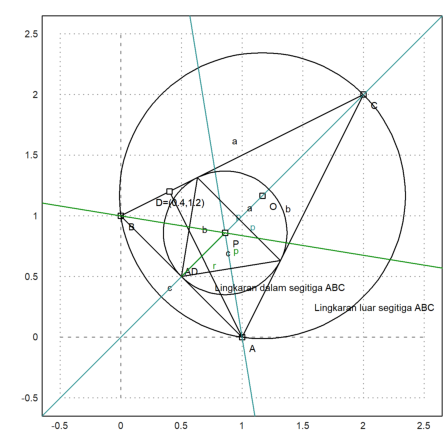 2.5
2
C
1.5
a
D=(0.4,1.2)
a
O
b
1
B
b
p
P
c
p
AD
r
0.5
c
Lingkaran dalam segitiga ABC
Lingkaran luar segitiga ABC
0
A
-0.5
-0.5 0 0.5 1 1.5 2 2.5